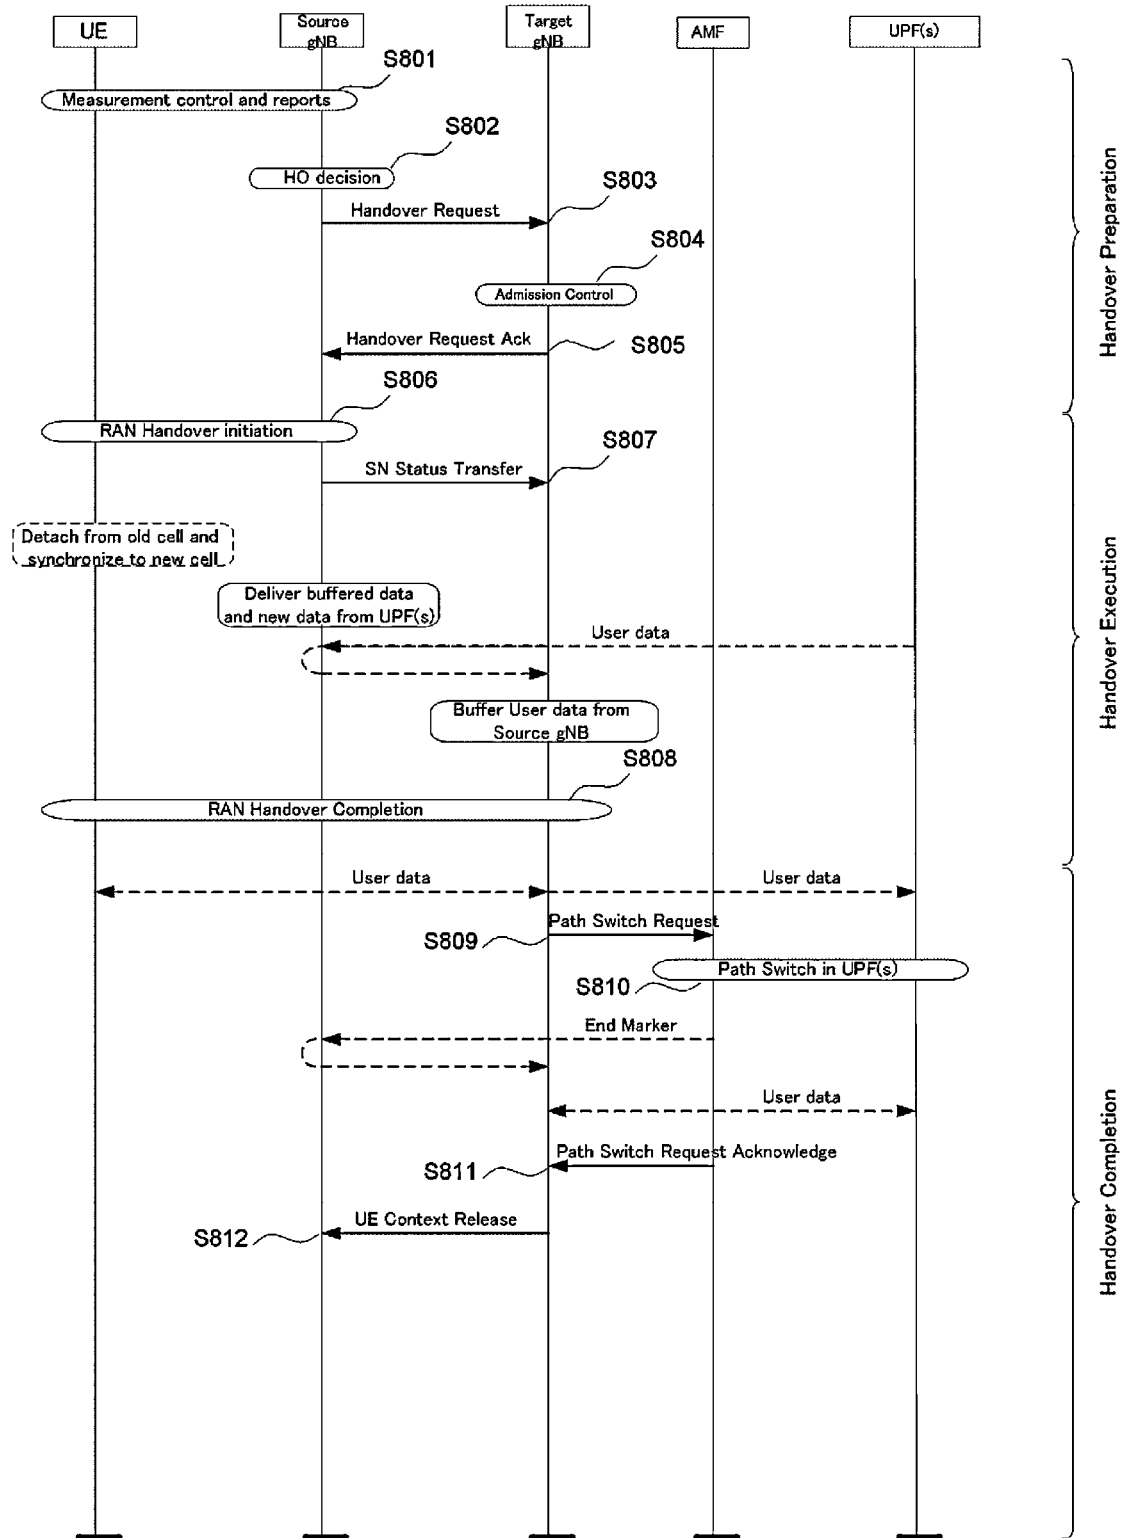 UE
Source
gNB
Target
gNB
AMF
UPF(s)
S801
Measurement control and reports
S802
HO decision
S803
Handover Request
S804
Admission Control
Handover Request Ack
S805
Handover Preparation
S806
RAN Handover initiation
S807
SN Status Transfer
Detach from old cell and
synchronize to new cell
Deliver buffered data
and new data from UPF(s)
User data
Buffer User data from
Source gNB
S808
RAN Handover Completion
Handover Execution
User data
User data
Path Switch Request
S809
Path Switch in UPF(s)
S810
End Marker
User data
Path Switch Request Acknowledge
S811
UE Context Release
S812
Handover Completion